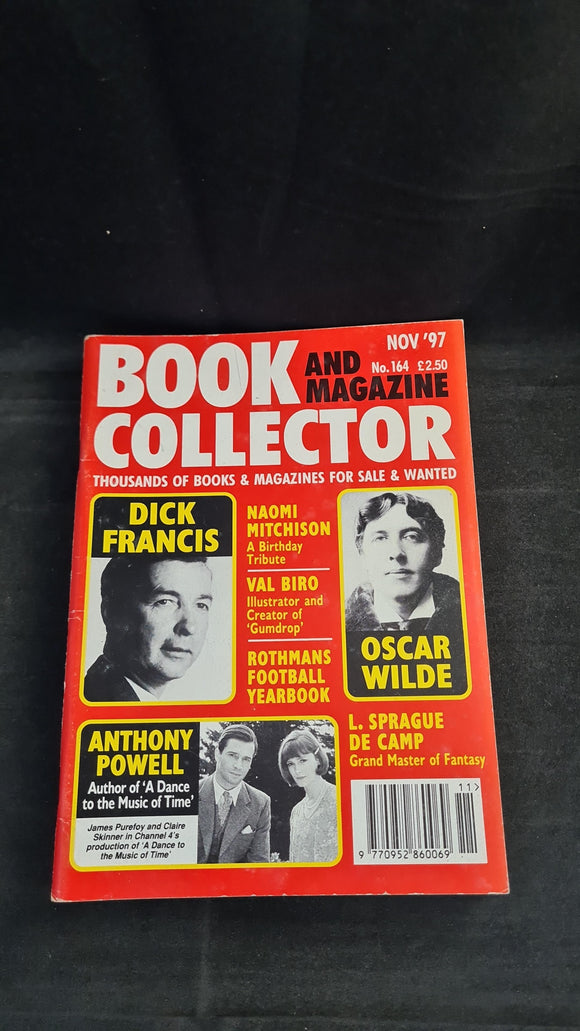 NOV '97
BOOK AND MAGAZINE
No. 164 £2.50
COLLECTOR
THOUSANDS OF BOOKS & MAGAZINES FOR SALE & WANTED
DICK
FRANCIS
NAOMI
MITCHISON
A Birthday
Tribute
VAL BIRO
Illustrator and
Creator of
'Gumdrop'
ROTHMANS
FOOTBALL
YEARBOOK
OSCAR
WILDE
ANTHONY
POWELL
Author of 'A Dance
to the Music of Time'
James Purefoy and Claire
Skinner in Channel 4's
production of 'A Dance to
the Music of Time'
L. SPRAGUE
DE CAMP
Grand Master of Fantasy
11>
9 770952 860069